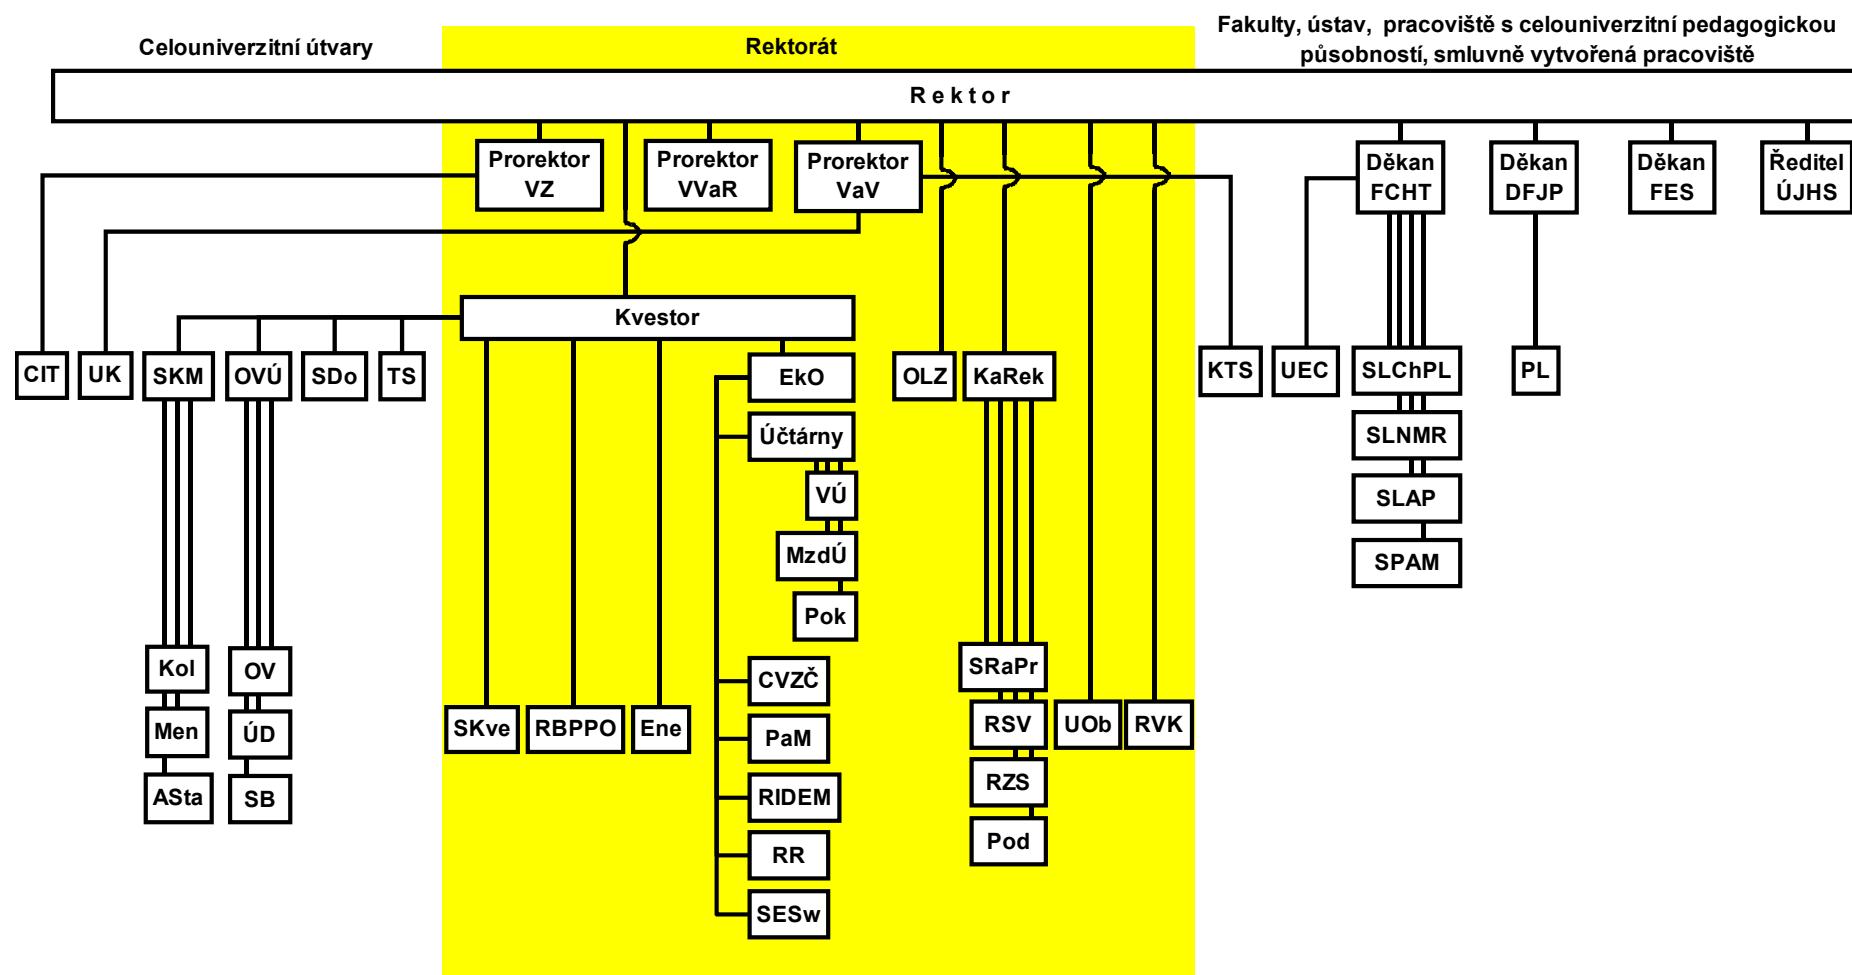 Celouniverzitní útvary
Rektorát
Fakulty, ústav, pracoviště s celouniverzitní pedagogickou
působností, smluvně vytvořená pracoviště
R e k t o r
Prorektor
VZ
Prorektor
VVaR
Prorektor
VaV
Děkan
FCHT
Děkan
DFJP
Děkan
FES
Ředitel
ÚJHS
Kvestor
CIT
UK
SKM
OVÚ
SDo
TS
EkO
OLZ
KaRek
KTS
UEC
SLChPL
PL
Účtárny
SLNMR
VÚ
SLAP
MzdÚ
SPAM
Pok
Kol
OV
CVZČ
SRaPr
Men
ÚD
SKve
RBPPO
Ene
PaM
RSV
UOb
RVK
ASta
SB
RIDEM
RZS
RR
Pod
SESw